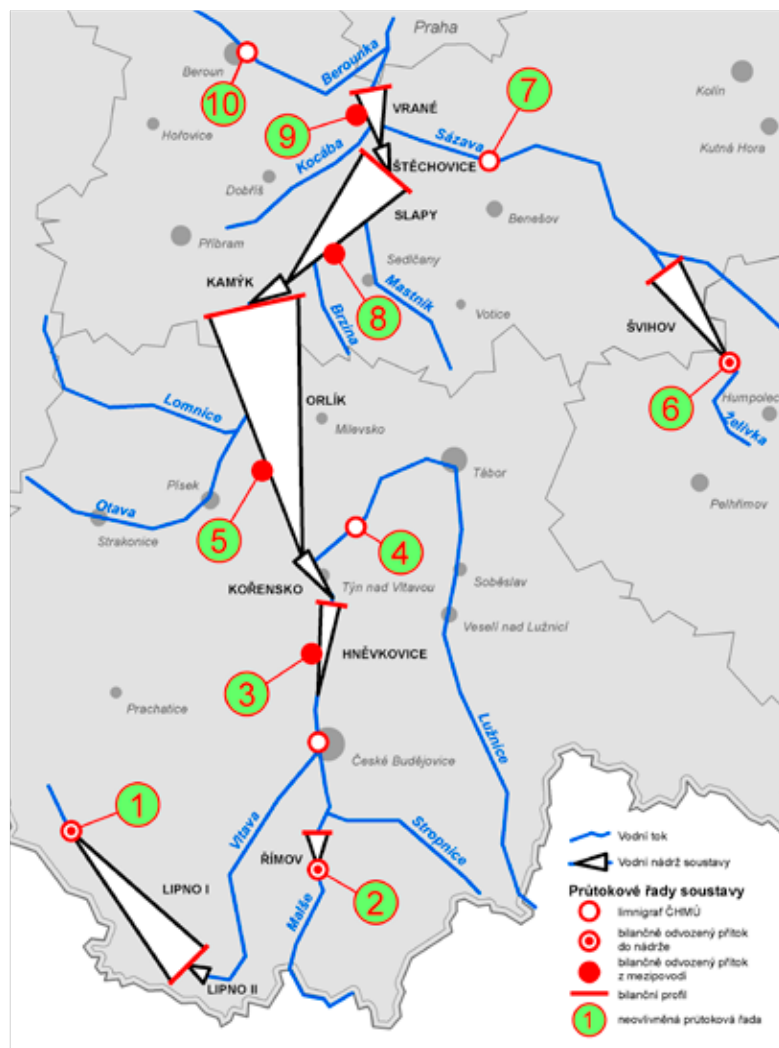 Praha
Beroun
Berounka
10
7
Kolín
Hořovice
9
VRANÉ
Sázava
Kutná Hora
Kocába
ŠTĚCHOVICE
Dobříš
SLAPY
Benešov
Příbram
Sedlčany
KAMÝK
8
Mastník
Votice
Brzina
ŠVIHOV
Lomnice
ORLÍK
Milevsko
6
Humpolec
Želivka
Tábor
Písek
Pelhřimov
Otava
Strakonice
5
4
KOŘENSKO
Týn nad Vltavou
Soběslav
Veselí nad Lužnicí
HNĚVKOVICE
3
Prachatice
Lužnice
České Budějovice
1
Vltava
Stropnice
ŘÍMOV
LIPNO I
2
Malše
LIPNO II
Vodní tok
Vodní nádrž soustavy
Průtokové řady soustavy
limnigraf ČHMÚ
bilančně odvozený přítok
do nádrže
bilančně odvozený přítok
z mezipovodí
bilanční profil
1
neovlivněná průtoková řada